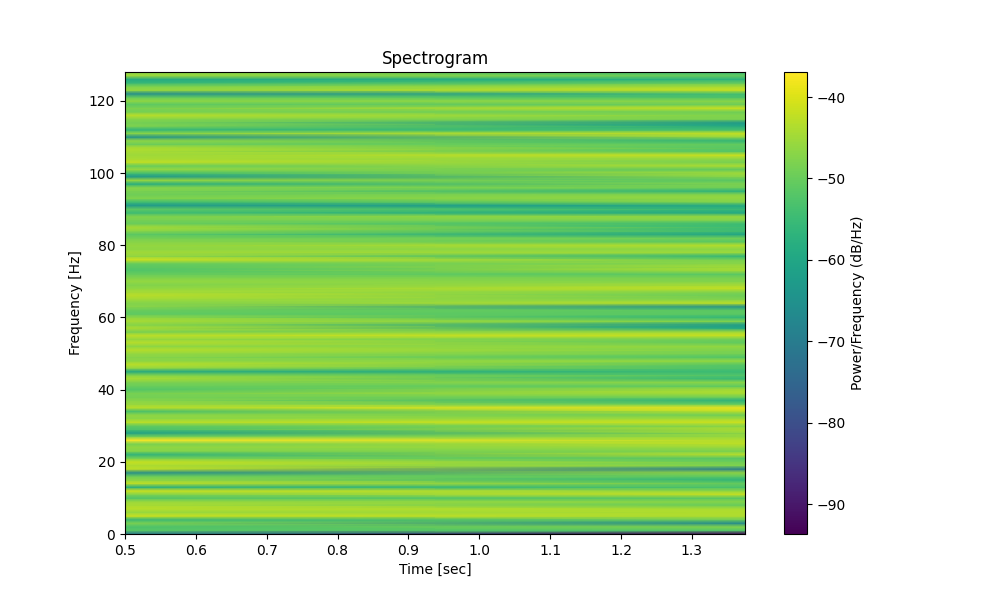 Spectrogram
Frequency [Hz]
120
100
80
60
40
20
0
0.5 0.6 0.7 0.8 0.9 1.0 1.1 1.2 1.3
Time [sec]
−40
−50
−60
−70
−80
−90
Power/Frequency (dB/Hz)